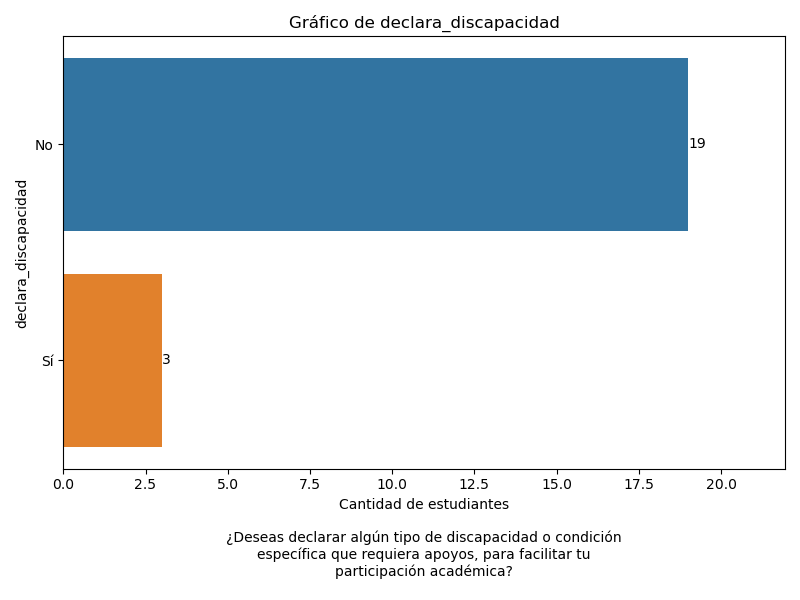 Gráfico de declara_discapacidad
declara_discapacidad
No
19
Sí
3
0.0 2.5 5.0 7.5 10.0 12.5 15.0 17.5 20.0
Cantidad de estudiantes
¿Deseas declarar algún tipo de discapacidad o condición
específica que requiera apoyos, para facilitar tu
participación académica?